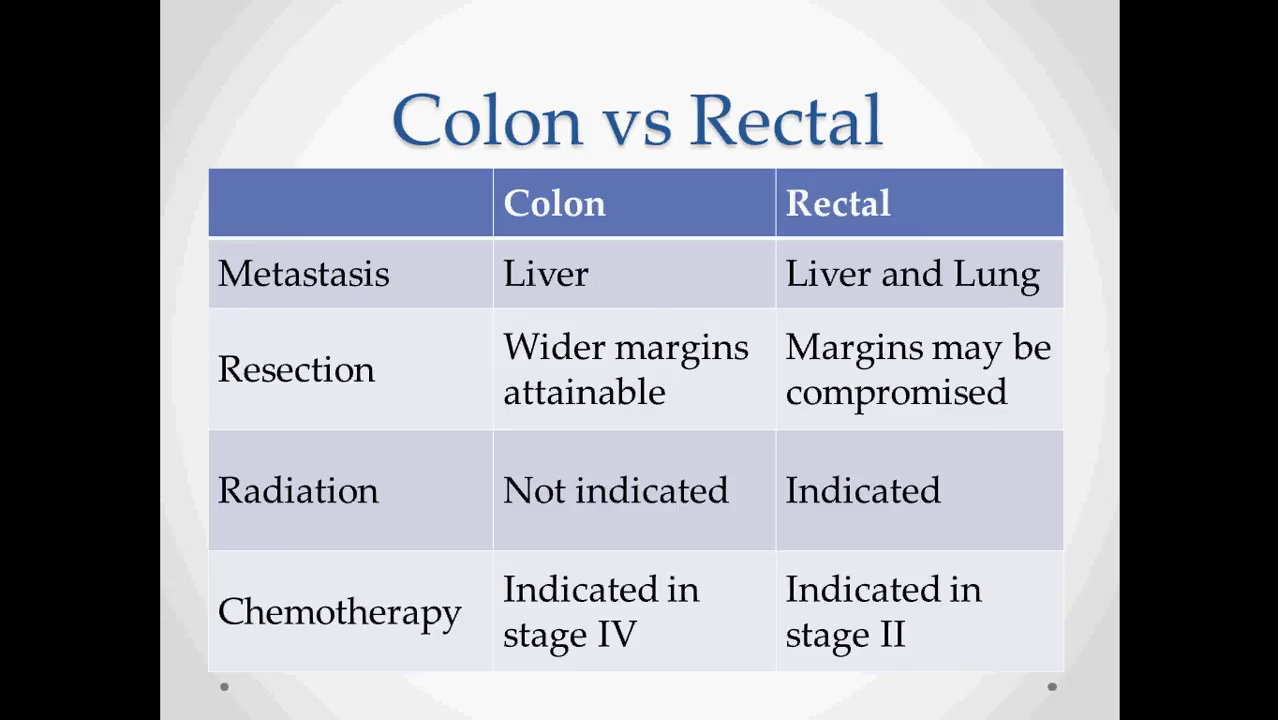 Colon vs Rectal
Colon
Rectal
Metastasis
Liver
Liver and Lung
Resection
Wider margins
attainable
Margins may be
compromised
Radiation
Not indicated
Indicated
Chemotherapy
Indicated in
stage IV
Indicated in
stage II